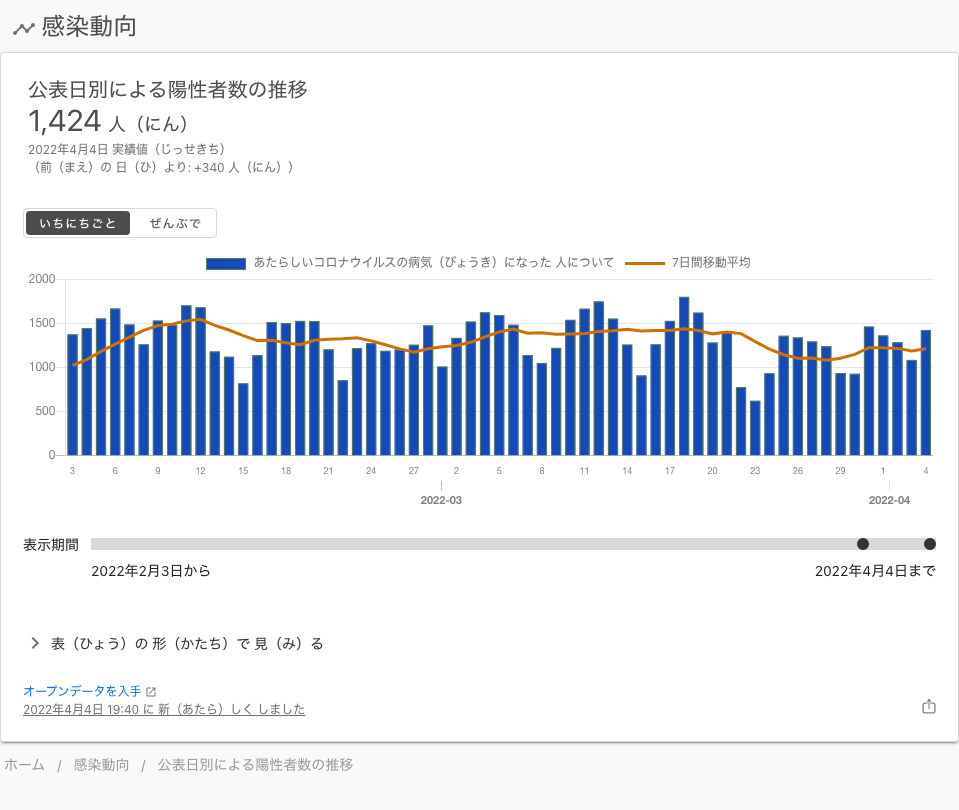 感染動向
公表日別による陽性者数の推移
1,424 人（にん）
2022年4月4日 実績値（じっせきち）
（前（まえ）の 日（ひ）より: +340 人（にん））
いちにちごと ぜんぶで
あたらしいコロナウイルスの病気（びょうき）になった 人について 7日間移動平均
2000
1500
1000
500
0
3 6 9 12 15 18 21 24 27 2 5 8 11 14 17 20 23 26 29 1 4
2022-03 2022-04
表示期間
2022年2月3日から 2022年4月4日まで
表（ひょう）の 形（かたち）で 見（み）る
オープンデータを入手
2022年4月4日 19:40 に 新（あたら）しく しました
ホーム / 感染動向 / 公表日別による陽性者数の推移